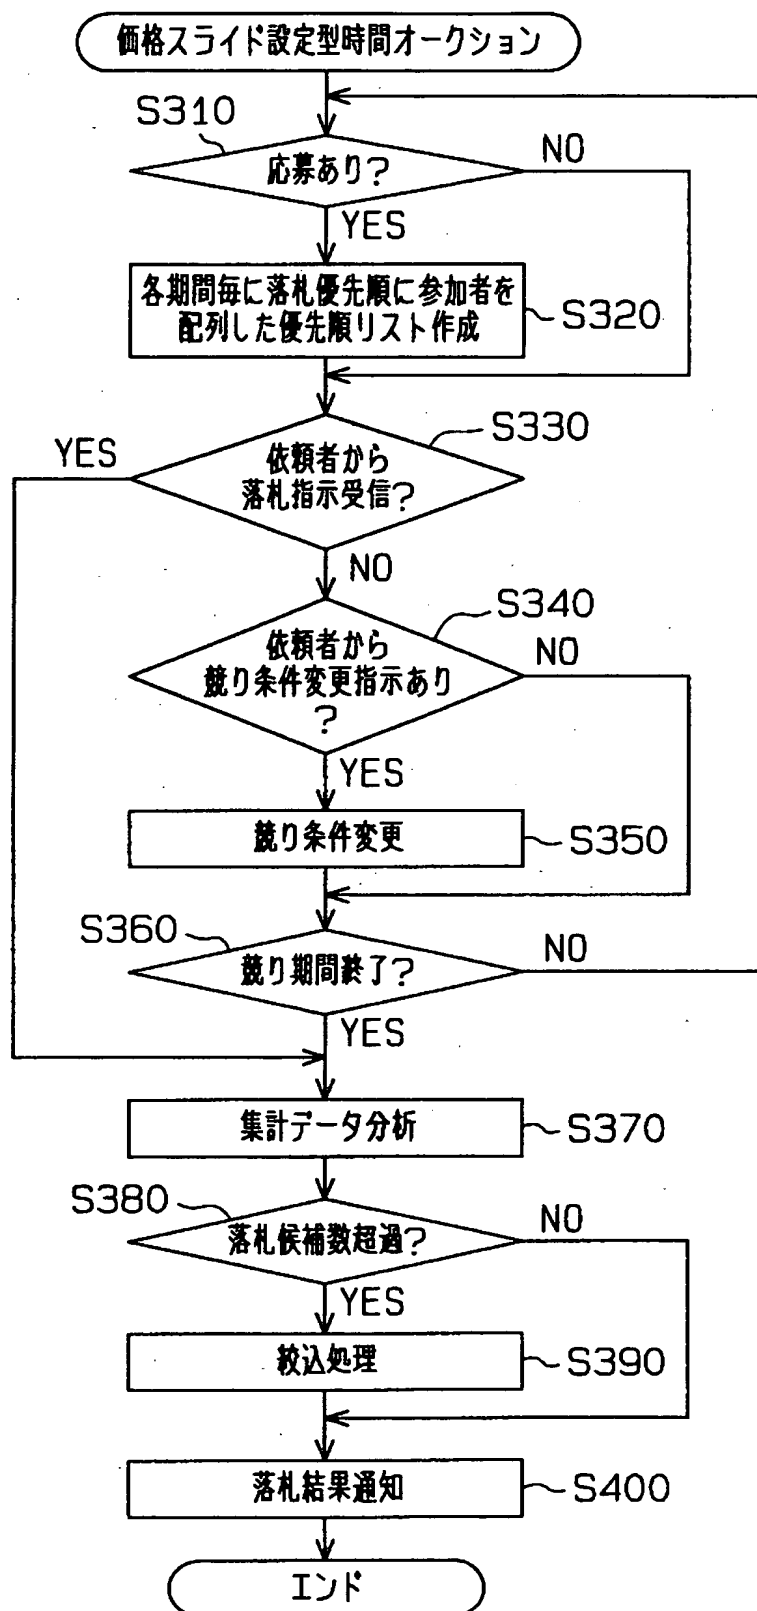 価格スライド設定型時間オークション
S310
応募あり?
NO
YES
各期間毎に落札優先順に参加者を
配列した優先順リスト作成
S320
S330
YES
依頼者から
落札指示受信?
NO
S340
依頼者から
競り条件変更指示あり
?
NO
YES
競り条件変更
S350
S360
競り期間終了?
NO
YES
集計データ分析
S370
S380
落札候補数超過?
NO
YES
絞込処理
S390
落札結果通知
S400
エンド